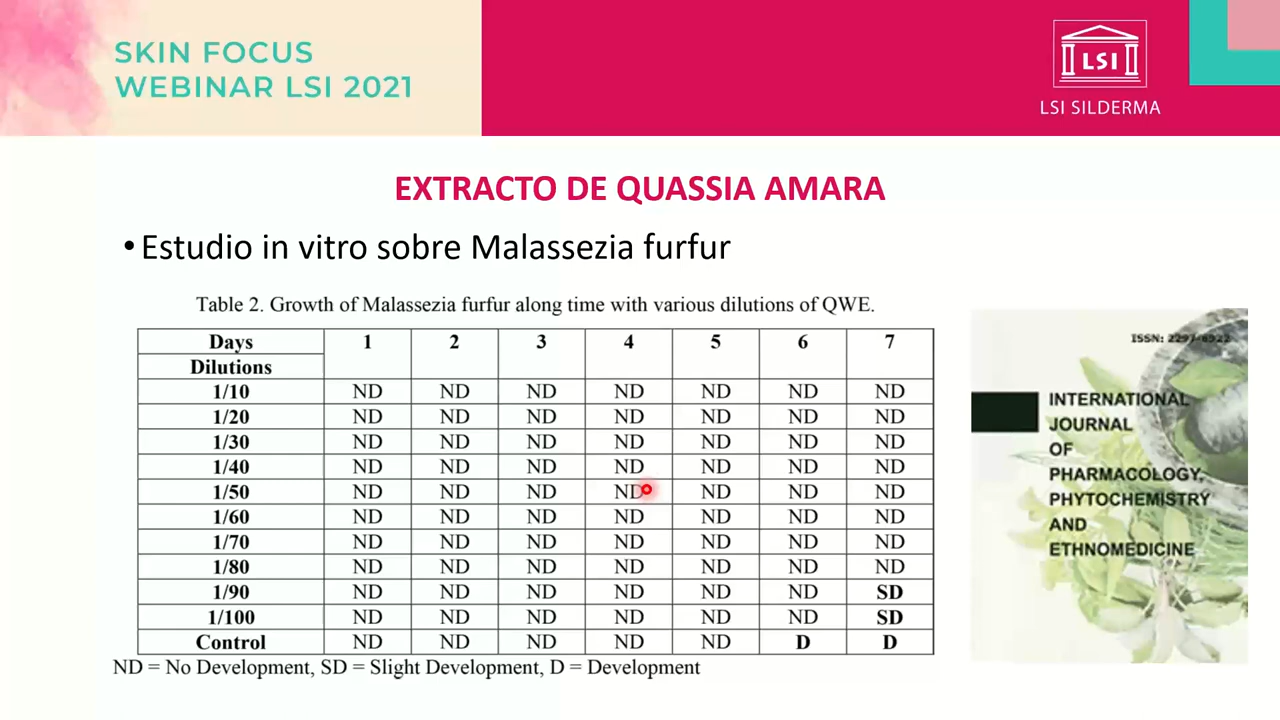 SKIN FOCUS
WEBINAR LSI 2021
LSI
LSI SILDERMA
EXTRACTO DE QUASSIA AMARA
• Estudio in vitro sobre Malassezia furfur
Table 2. Growth of Malassezia furfur along time with various dilutions of QWE.
Days 1 2 3 4 5 6 7
Dilutions
1/10 ND ND ND ND ND ND ND
1/20 ND ND ND ND ND ND ND
1/30 ND ND ND ND ND ND ND
1/40 ND ND ND ND ND ND ND
1/50 ND ND ND ND ND ND ND
1/60 ND ND ND ND ND ND ND
1/70 ND ND ND ND ND ND ND
1/80 ND ND ND ND ND ND ND
1/90 ND ND ND ND ND ND SD
1/100 ND ND ND ND ND ND SD
Control ND ND ND ND ND D D
ND = No Development, SD = Slight Development, D = Development
ISSN: 2297-6922
INTERNATIONAL
JOURNAL
OF
PHARMACOLOGY,
PHYTOCHEMISTRY
AND
ETHNOMEDICINE